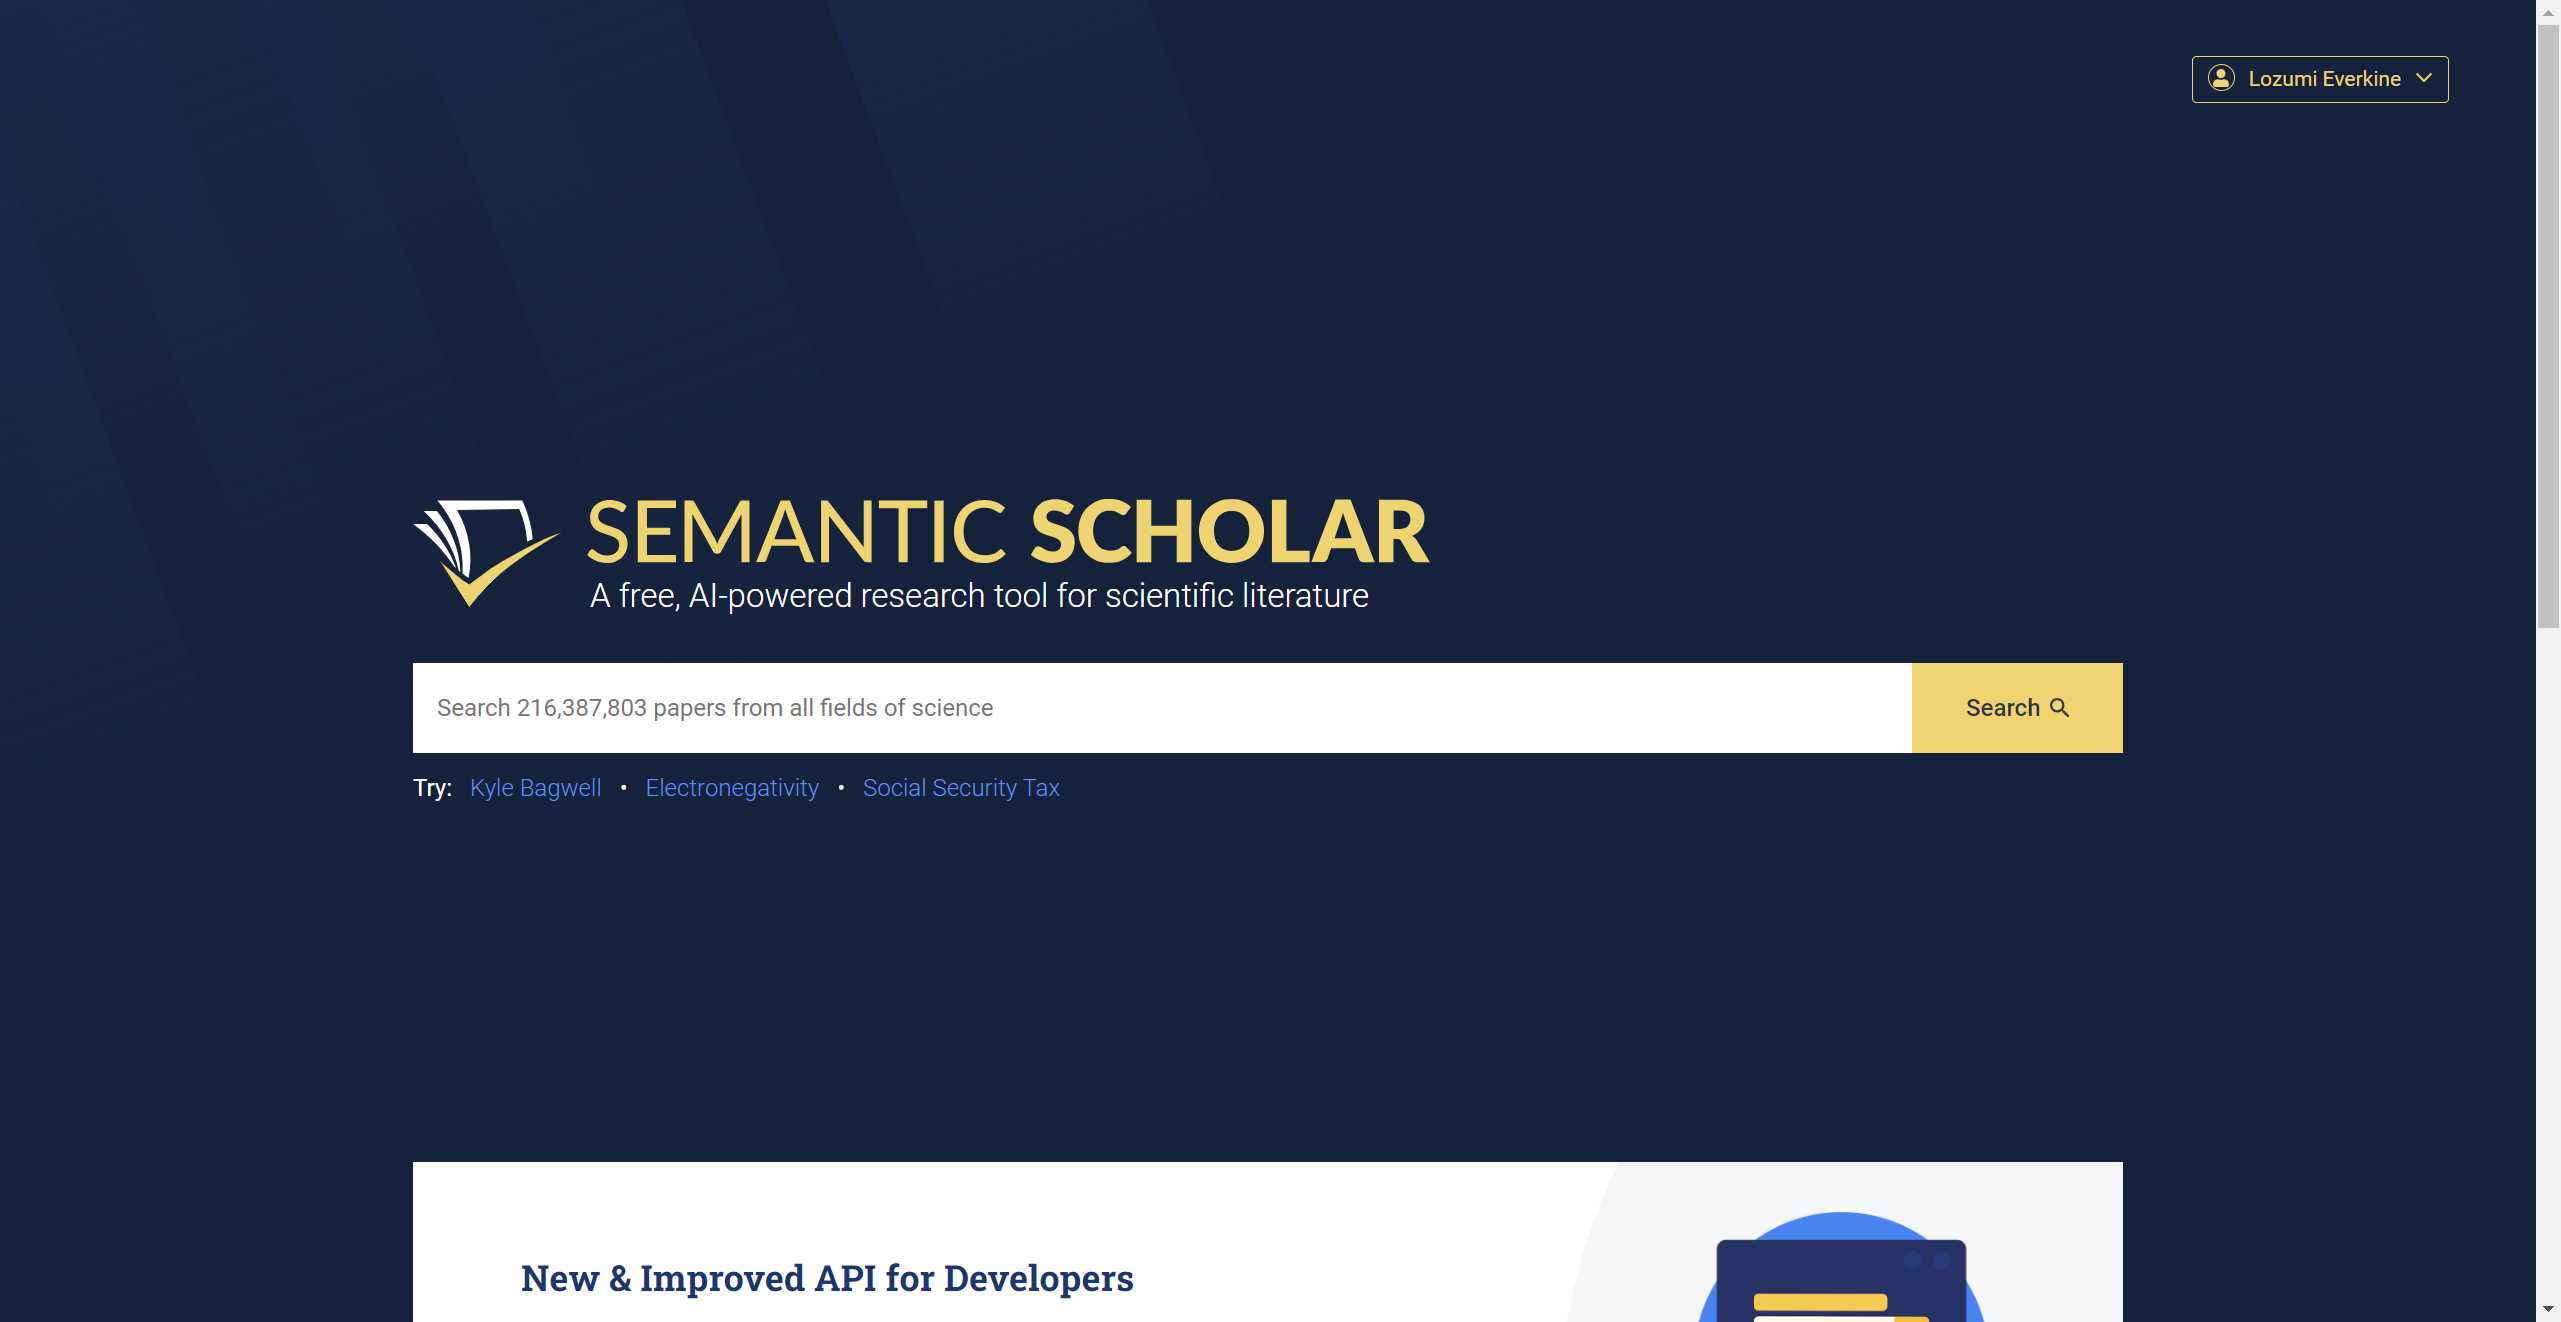 Lozumi Everkine
SEMANTIC SCHOLAR
A free, AI-powered research tool for scientific literature
Search 216,387,803 papers from all fields of science
Search
Try: Kyle Bagwell • Electronegativity • Social Security Tax
New & Improved API for Developers